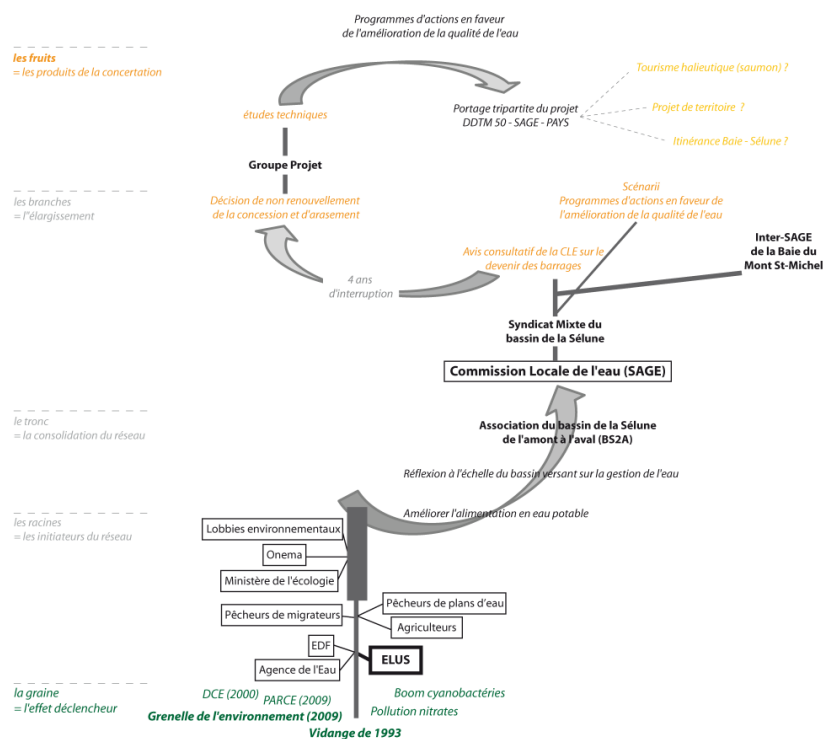 Programmes d'actions en faveur
de l'amélioration de la qualité de l'eau
les fruits
= les produits de la concertation
Tourisme halieutique (saumon) ?
études techniques
Portage tripartite du projet
DDTM 50 - SAGE - PAYS
Projet de territoire ?
Itinérance Baie - Sélune ?
Groupe Projet
les branches
= l'"élargissement
Décision de non renouvellement
de la concession et d'arasement
Scénarii
Programmes d'actions en faveur de
l'amélioration de la qualité de l'eau
Avis consultatif de la CLE sur le
devenir des barrages
Inter-SAGE
de la Baie du
Mont St-Michel
4 ans
d'interruption
Syndicat Mixte du
bassin de la Sélune
Commission Locale de l'eau (SAGE)
le tronc
= la consolidation du réseau
Association du bassin de la Sélune
de l'amont à l'aval (BS2A)
Réflexion à l'échelle du bassin versant sur la gestion de l'eau
Améliorer l'alimentation en eau potable
les racines
= les initiateurs du réseau
Lobbies environnementaux
Onema
Ministère de l'écologie
Pêcheurs de migrateurs
Pêcheurs de plans d'eau
Agriculteurs
EDF
ELUS
Agence de l'Eau
la graine
= l'effet déclencheur
DCE (2000)
PARCE (2009)
Boom cyanobactéries
Grenelle de l'environnement (2009)
Pollution nitrates
Vidange de 1993